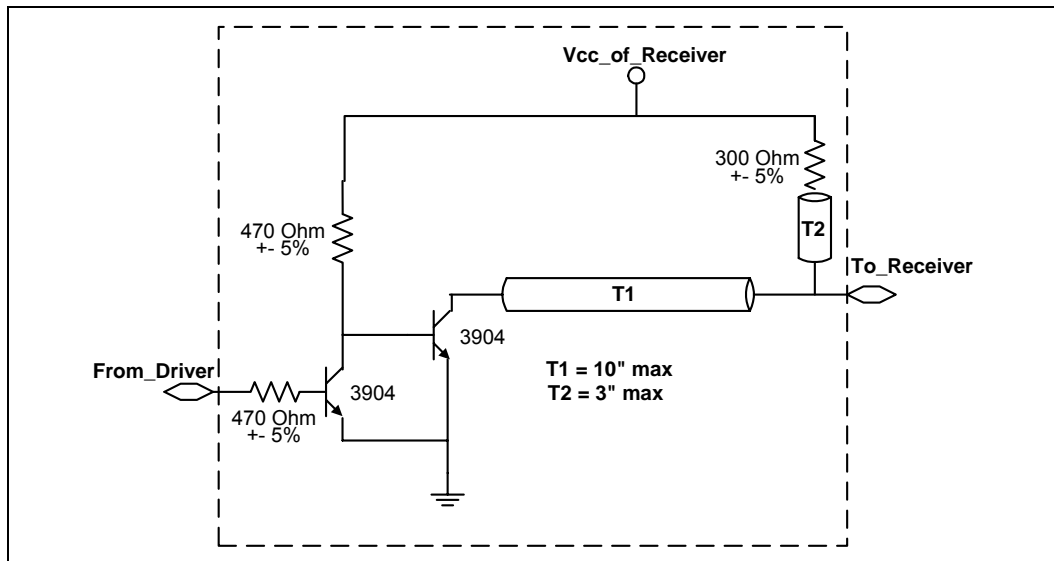 Vcc_of_Receiver
300 Ohm
+- 5%
T2
470 Ohm
+- 5%
To_Receiver
T1
3904
From_Driver
3904
T1 = 10" max
T2 = 3" max
470 Ohm
+- 5%